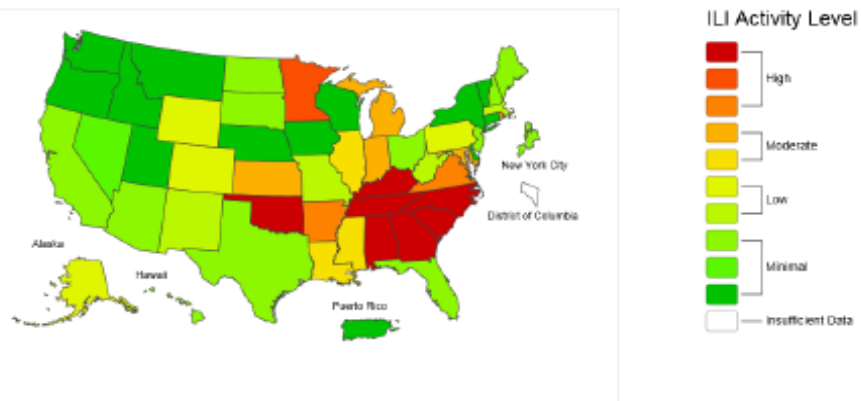 ILI Activity Level
High
Moderate
Low
Minimal
Insufficient Data
New York City
District of Columbia
Alaska
Hawaii
Puerto Rico